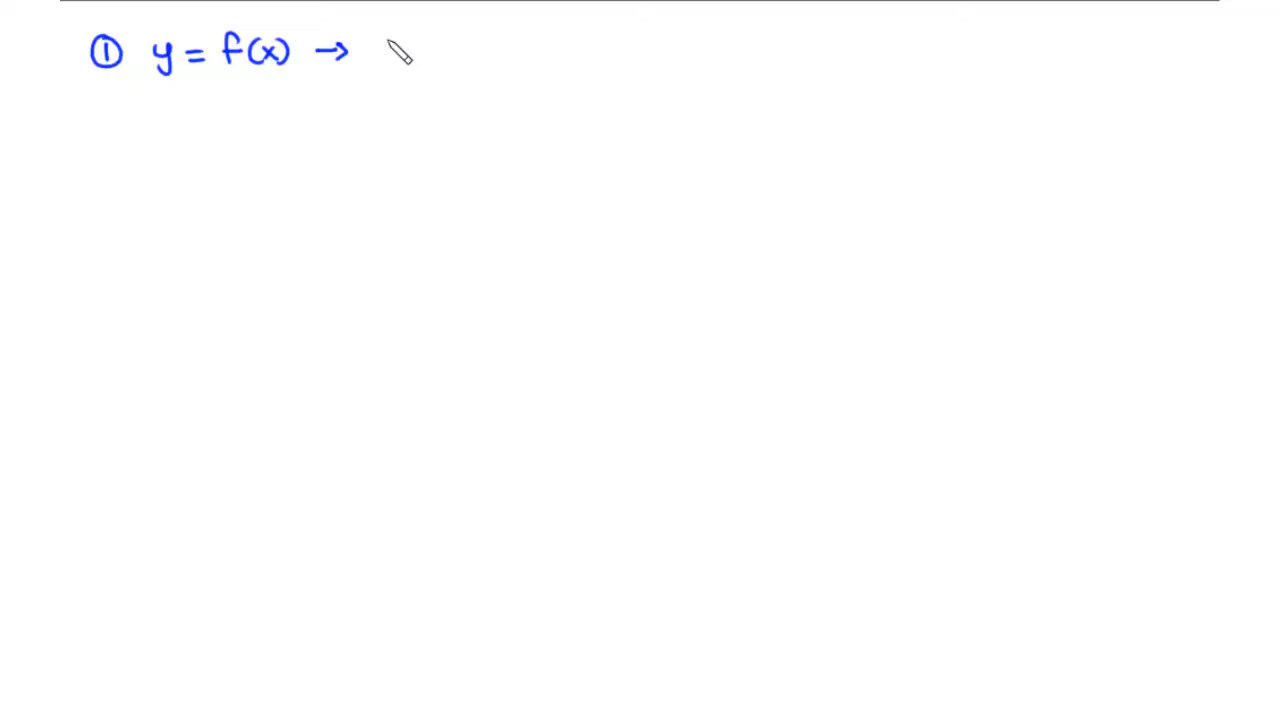 ① y = f(x) →